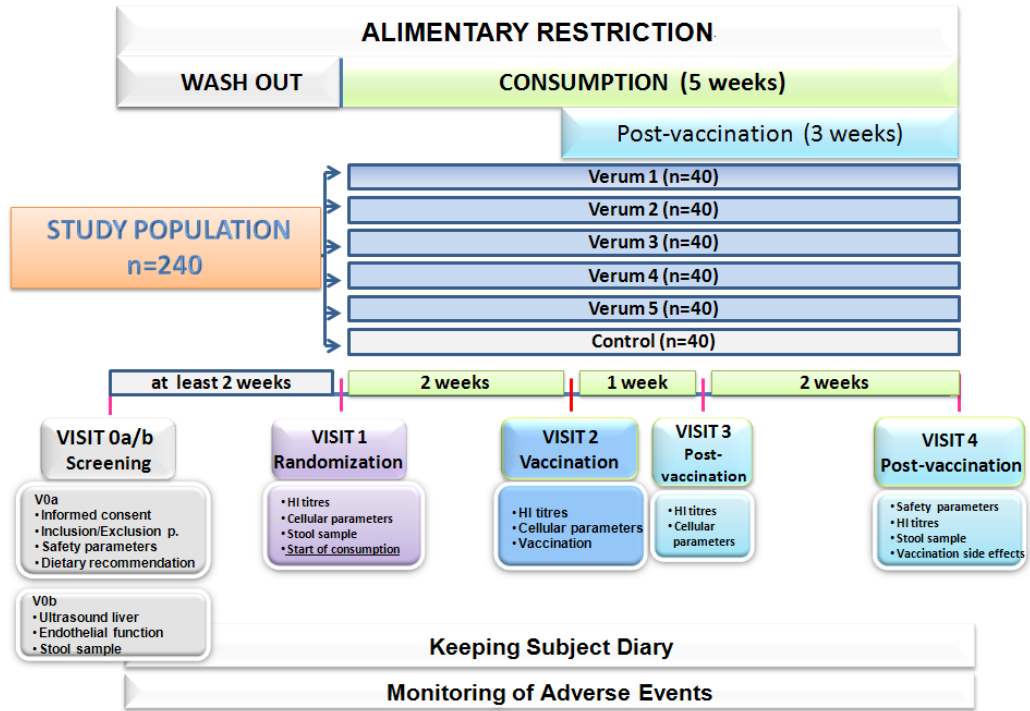 ALIMENTARY RESTRICTION
WASH OUT
CONSUMPTION (5 weeks)
Post-vaccination (3 weeks)
STUDY POPULATION
n=240
Verum 1 (n=40)
Verum 2 (n=40)
Verum 3 (n=40)
Verum 4 (n=40)
Verum 5 (n=40)
Control (n=40)
at least 2 weeks
2 weeks
1 week
2 weeks
VISIT 0a/b
Screening
V0a
• Informed consent
• Inclusion/Exclusion p.
• Safety parameters
• Dietary recommendation
V0b
• Ultrasound liver
• Endothelial function
• Stool sample
VISIT 1
Randomization
• HI titres
• Cellular parameters
• Stool sample
• Start of consumption
VISIT 2
Vaccination
• HI titres
• Cellular parameters
• Vaccination
VISIT 3
Post-
vaccination
• HI titres
• Cellular
parameters
VISIT 4
Post-vaccination
• Safety parameters
• HI titres
• Stool sample
• Vaccination side effects
Keeping Subject Diary
Monitoring of Adverse Events